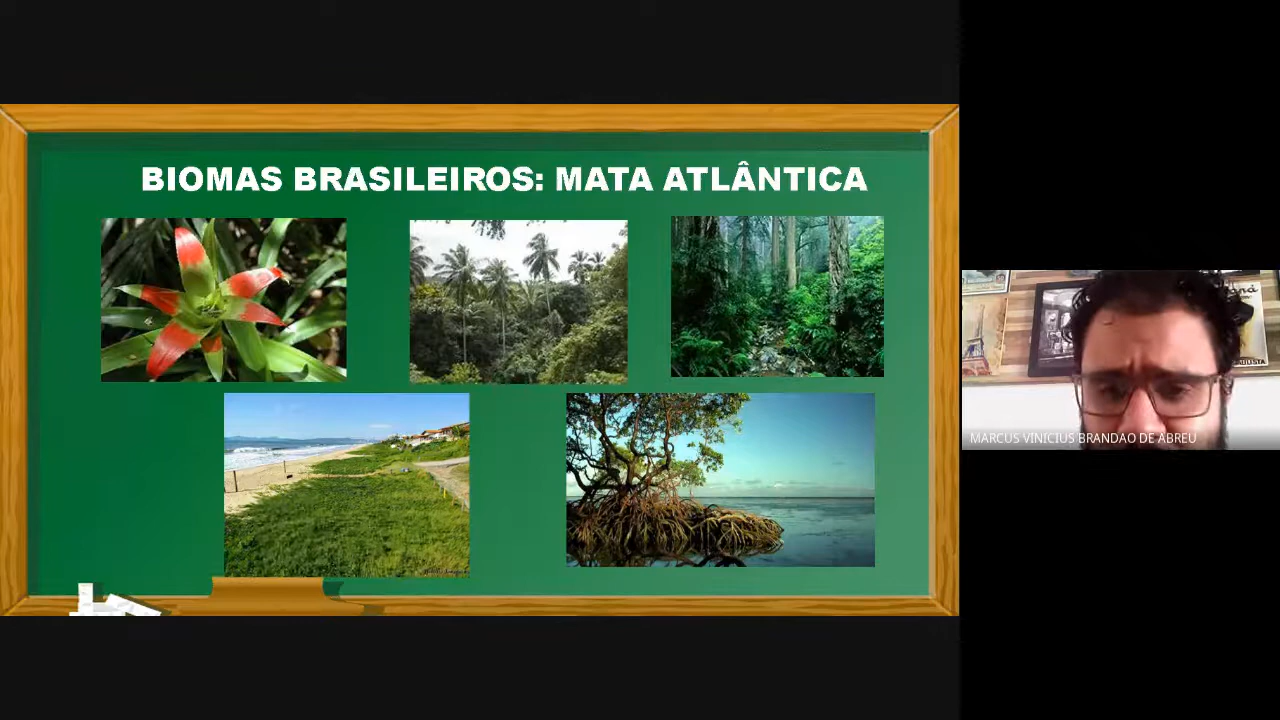 BIOMAS BRASILEIROS: MATA ATLÂNTICA
MARCUS VINICIUS BRANDAO DE ABREU